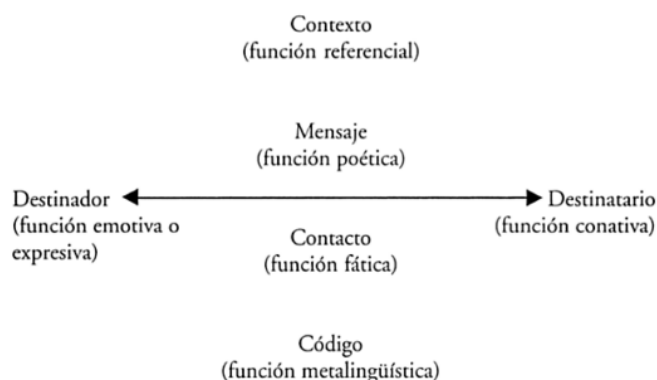 Contexto
(función referencial)
Mensaje
(función poética)
Destinador
(función emotiva o
expresiva)
Destinatario
(función conativa)
Contacto
(función fática)
Código
(función metalingüística)